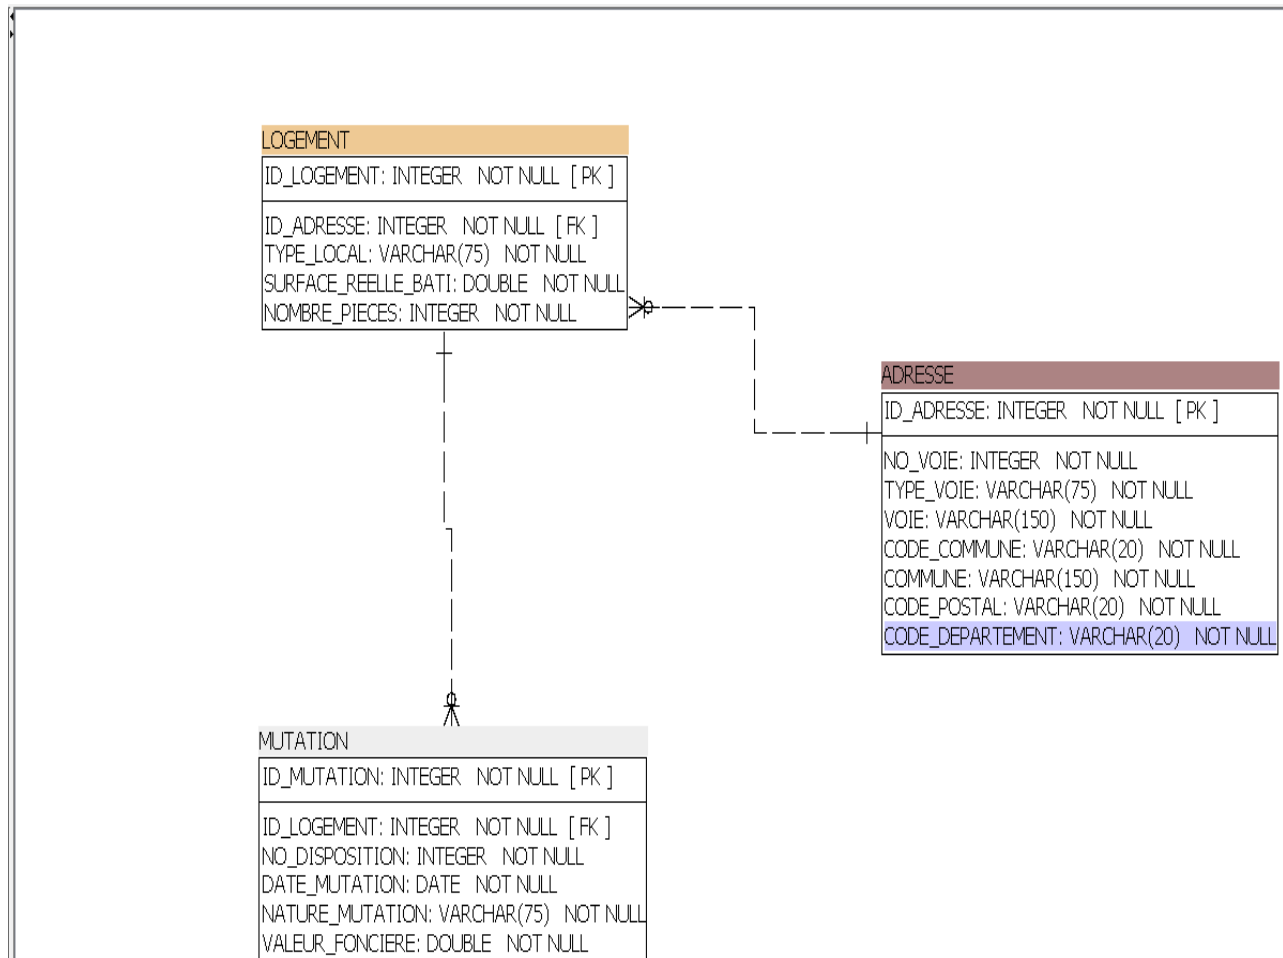 LOGEMENT
ID_LOGEMENT: INTEGER NOT NULL [ PK ]
ID_ADRESSE: INTEGER NOT NULL [ FK ]
TYPE_LOCAL: VARCHAR(75) NOT NULL
SURFACE_REELLE_BATI: DOUBLE NOT NULL
NOMBRE_PIECES: INTEGER NOT NULL
ADRESSE
ID_ADRESSE: INTEGER NOT NULL [ PK ]
NO_VOIE: INTEGER NOT NULL
TYPE_VOIE: VARCHAR(75) NOT NULL
VOIE: VARCHAR(150) NOT NULL
CODE_COMMUNE: VARCHAR(20) NOT NULL
COMMUNE: VARCHAR(150) NOT NULL
CODE_POSTAL: VARCHAR(20) NOT NULL
CODE_DEPARTEMENT: VARCHAR(20) NOT NULL
MUTATION
ID_MUTATION: INTEGER NOT NULL [ PK ]
ID_LOGEMENT: INTEGER NOT NULL [ FK ]
NO_DISPOSITION: INTEGER NOT NULL
DATE_MUTATION: DATE NOT NULL
NATURE_MUTATION: VARCHAR(75) NOT NULL
VALEUR_FONCIERE: DOUBLE NOT NULL